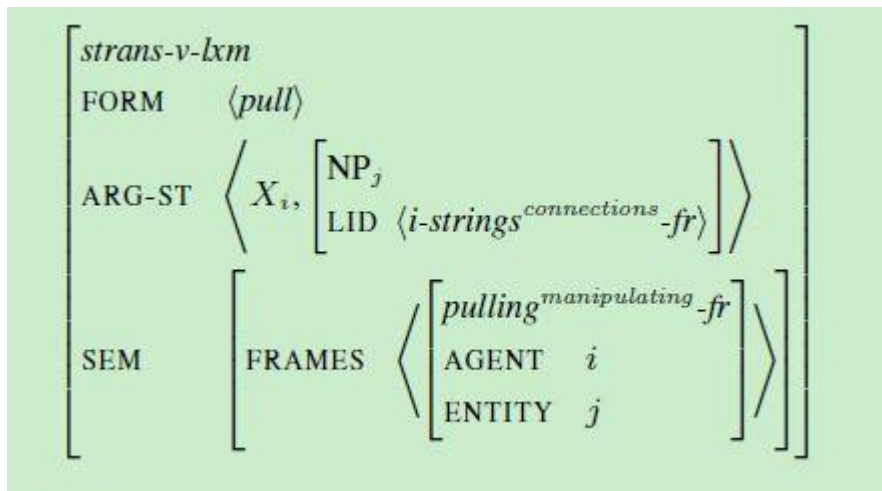 strans-v-lxm
FORM ⟨pull⟩
ARG-ST ⟨ X_i, [ NP_j
LID ⟨i-strings^connections-fr⟩ ] ⟩
pulling^manipulating-fr
SEM [ FRAMES ⟨ [ AGENT i
ENTITY j ] ⟩ ]